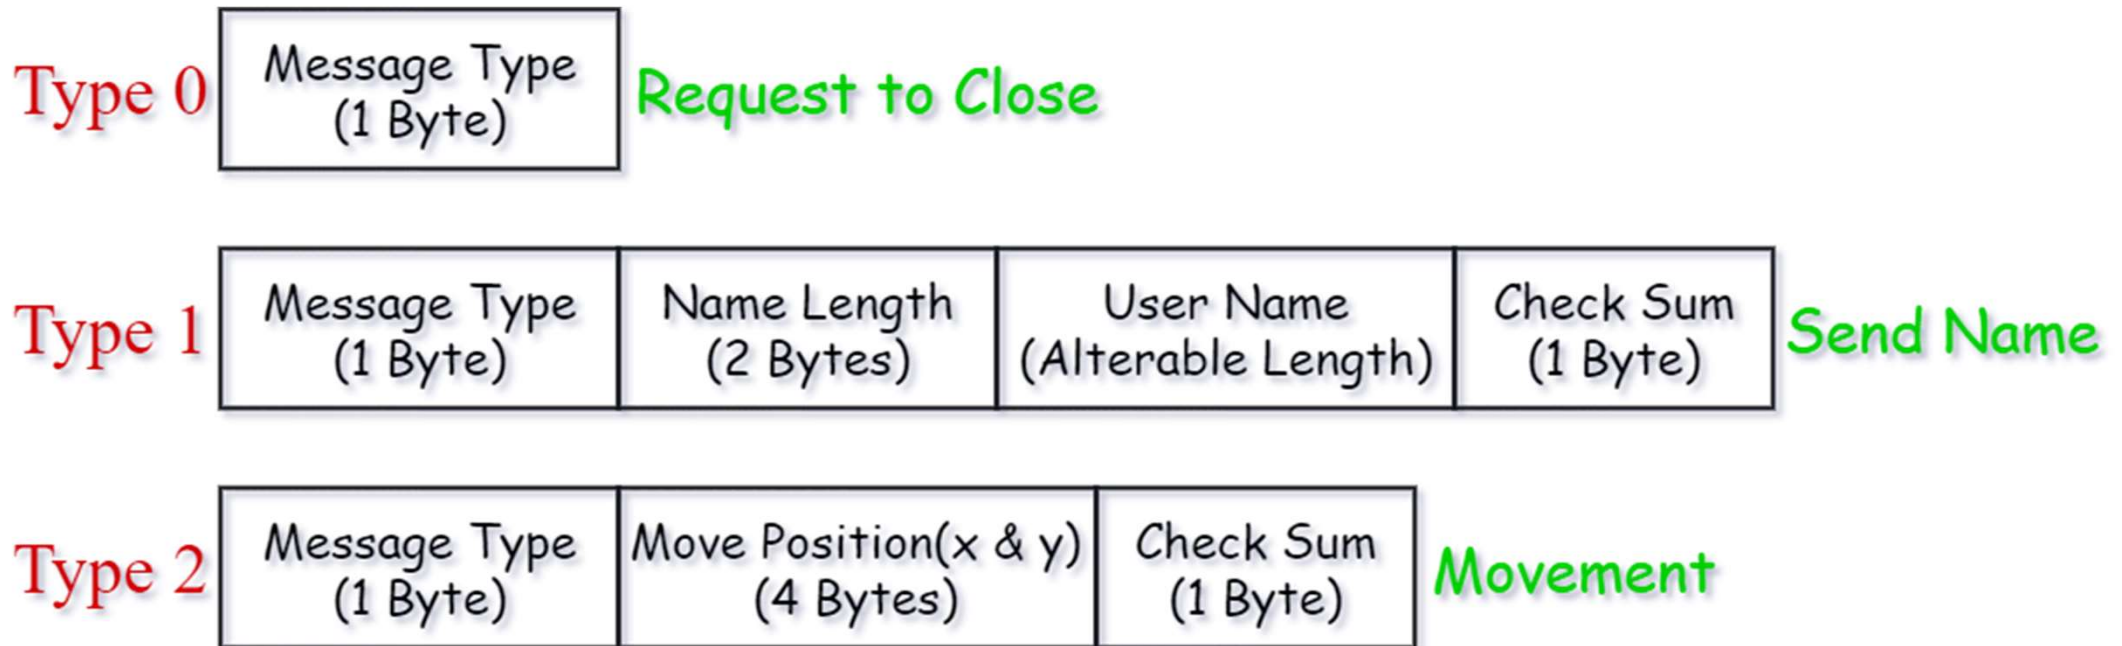 Type 0
Message Type
(1 Byte)
Request to Close
Type 1
Message Type
(1 Byte)
Name Length
(2 Bytes)
User Name
(Alterable Length)
Check Sum
(1 Byte)
Send Name
Type 2
Message Type
(1 Byte)
Move Position(x & y)
(4 Bytes)
Check Sum
(1 Byte)
Movement